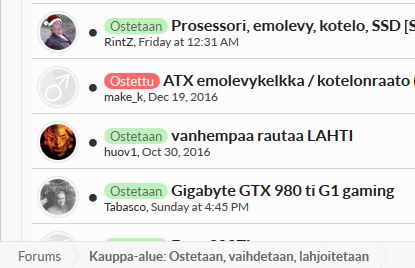 Ostetaan Prosessori, emolevy, kotelo, SSD
RintZ, Friday at 12:31 AM
Ostettu ATX emolevykelkka / kotelonraato
make_k, Dec 19, 2016
Ostetaan vanhempaa rautaa LAHTI
huov1, Oct 30, 2016
Ostetaan Gigabyte GTX 980 ti G1 gaming
Tabasco, Sunday at 4:45 PM
Forums Kauppa-alue: Ostetaan, vaihdetaan, lahjoitetaan